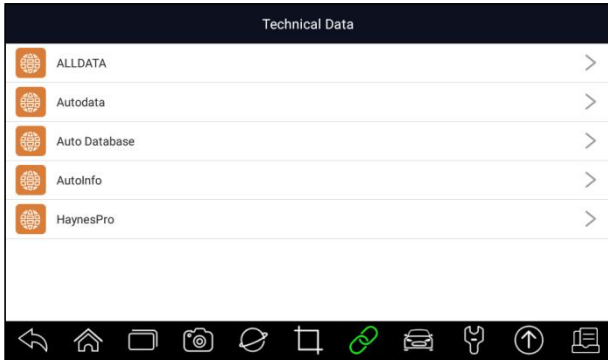 Technical Data
ALLDATA
Autodata
Auto Database
AutoInfo
HaynesPro